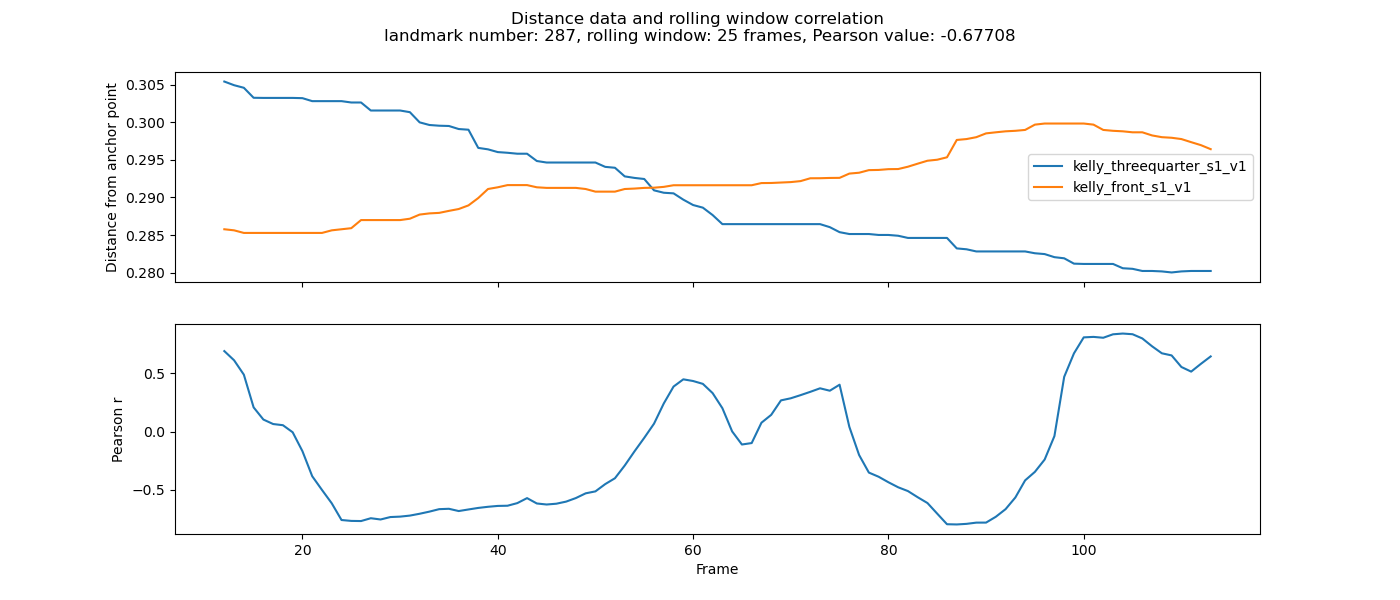 Distance data and rolling window correlation
landmark number: 287, rolling window: 25 frames, Pearson value: -0.67708
Distance from anchor point
0.305
0.300
0.295
0.290
0.285
0.280
kelly_threequarter_s1_v1
kelly_front_s1_v1
Pearson r
0.5
0.0
−0.5
20
40
60
80
100
Frame